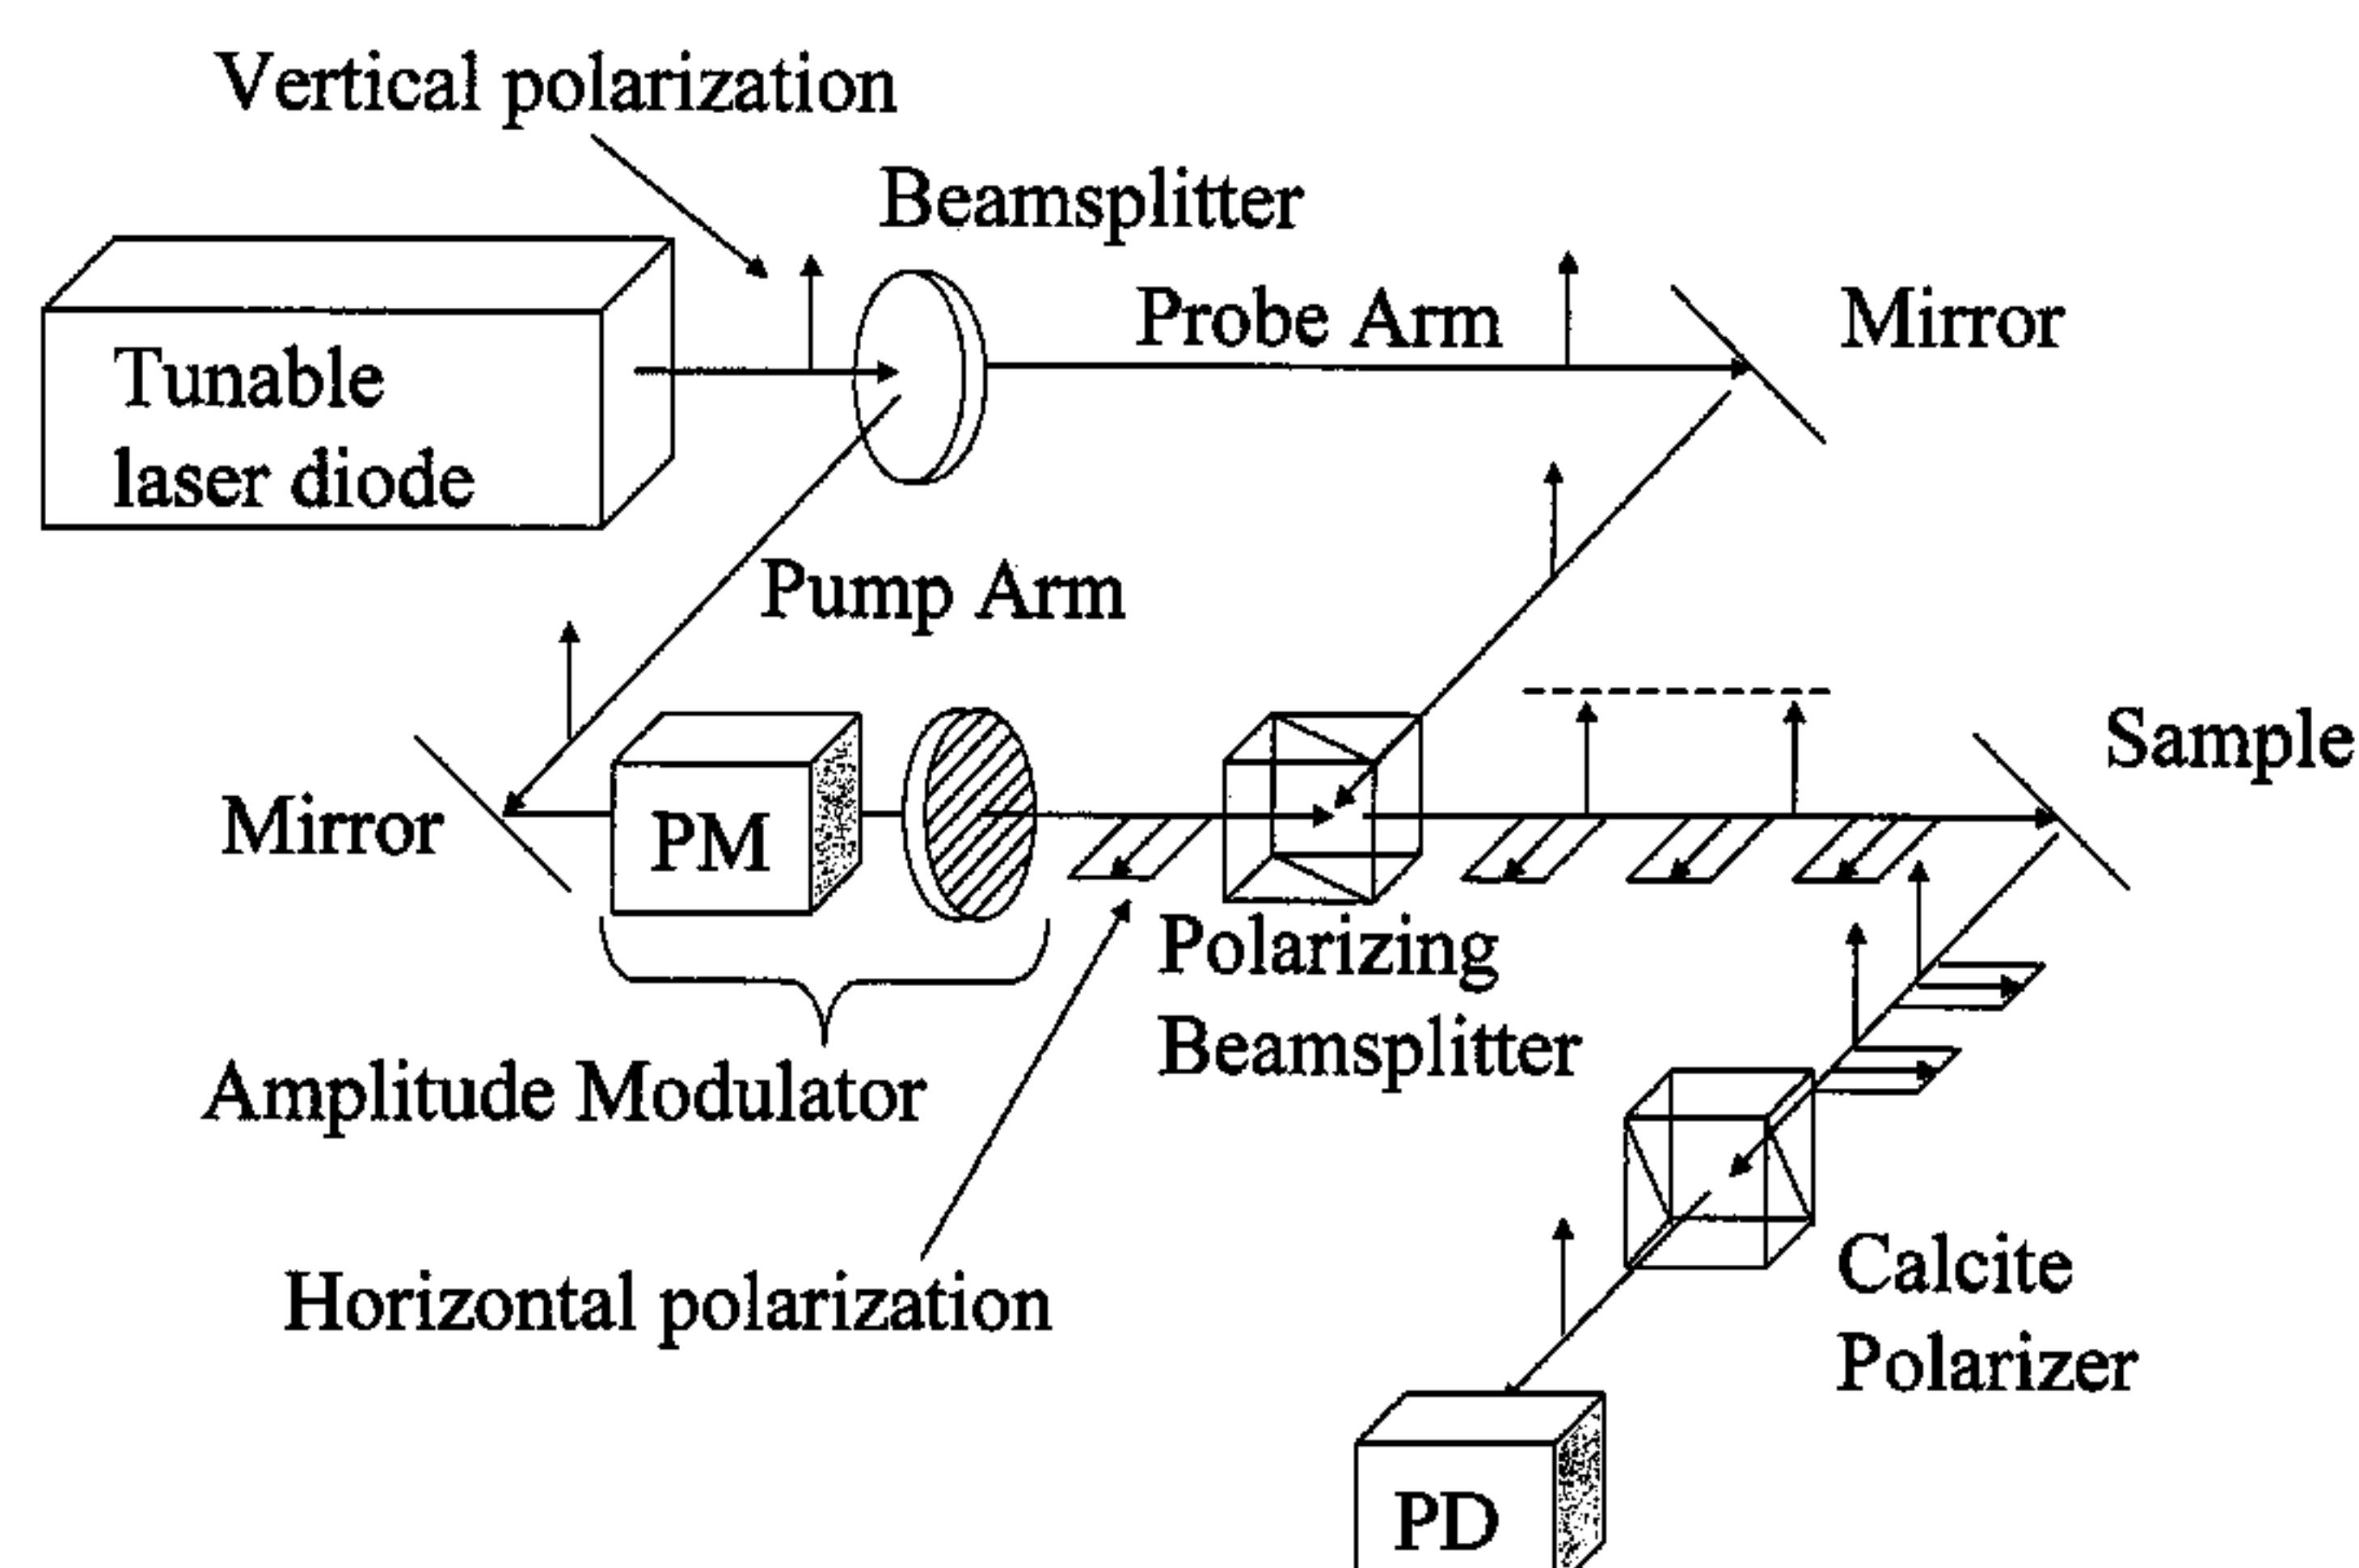 Vertical polarization
Beamsplitter
Probe Arm
Mirror
Tunable
laser diode
Pump Arm
Sample
Mirror
PM
Polarizing
Beamsplitter
Amplitude Modulator
Horizontal polarization
Calcite
Polarizer
PD